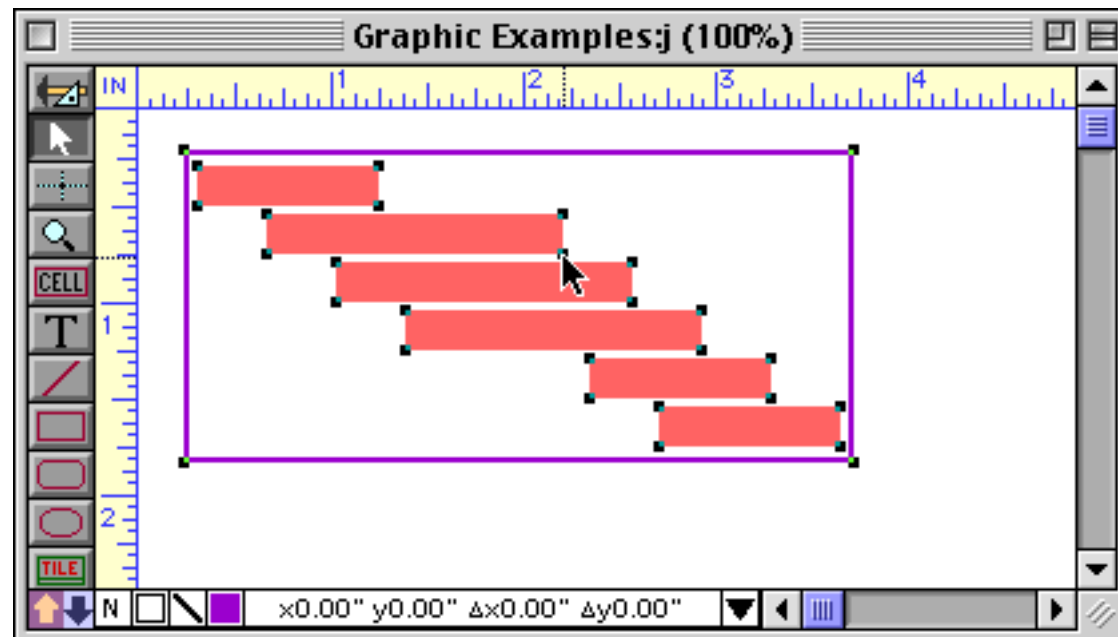 Graphic Examples:j (100%)
IN 1 2 3 4
CELL
T
1
2
TILE
N x0.00" y0.00" Δx0.00" Δy0.00"